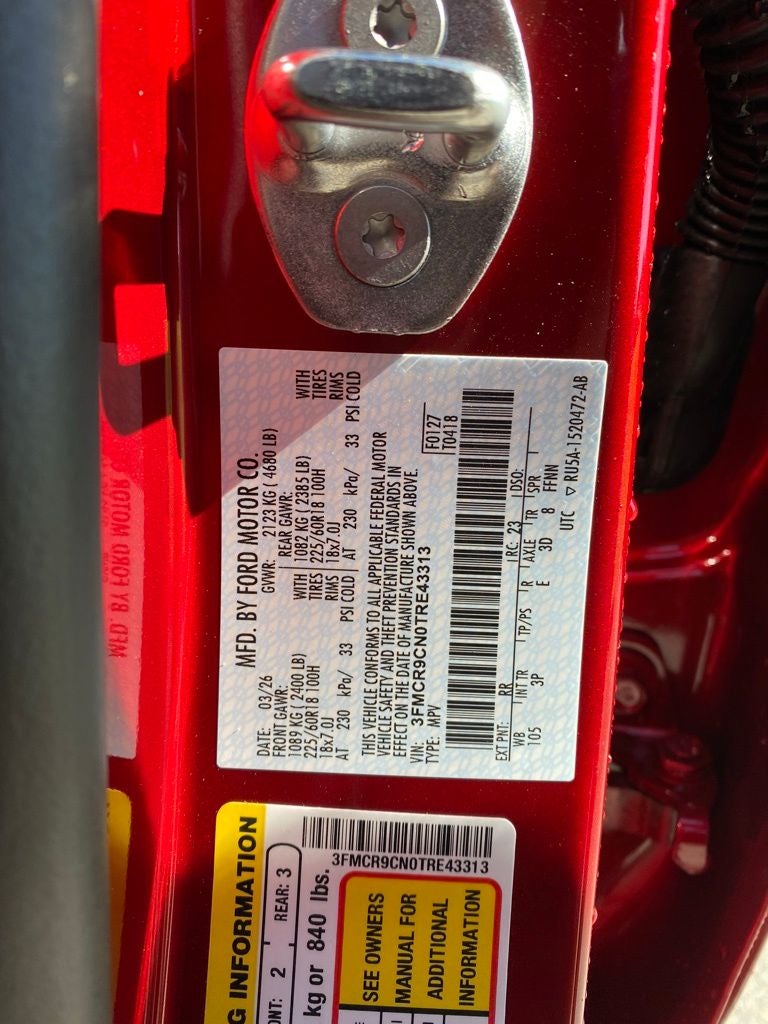 MFD. BY FORD MOTOR CO.
DATE: 03/26 GVWR: 2123 KG ( 4680 LB)
FRONT GAWR: REAR GAWR:
1089 KG ( 2400 LB) WITH 1082 KG ( 2385 LB) WITH
225/60R18 100H TIRES 225/60R18 100H TIRES
18x7.0J RIMS 18x7.0J RIMS
AT 230 kPa/ 33 PSI COLD AT 230 kPa/ 33 PSI COLD
THIS VEHICLE CONFORMS TO ALL APPLICABLE FEDERAL MOTOR
VEHICLE SAFETY AND THEFT PREVENTION STANDARDS IN
EFFECT ON THE DATE OF MANUFACTURE SHOWN ABOVE.
VIN: 3FMCR9CN0TRE43313
TYPE: MPV
F0127
T0418
EXT PNT: RR RC: 23 DSO:
WB INT TR TP/PS R AXLE TR SPR
105 3P E 3D 8 FFNN
UTC ▽ RU5A-1520472-AB
MFD. BY FORD MOTOR
G INFORMATION
ONT: 2 REAR: 3
kg or 840 lbs.
3FMCR9CN0TRE43313
SEE OWNERS
MANUAL FOR
ADDITIONAL
INFORMATION